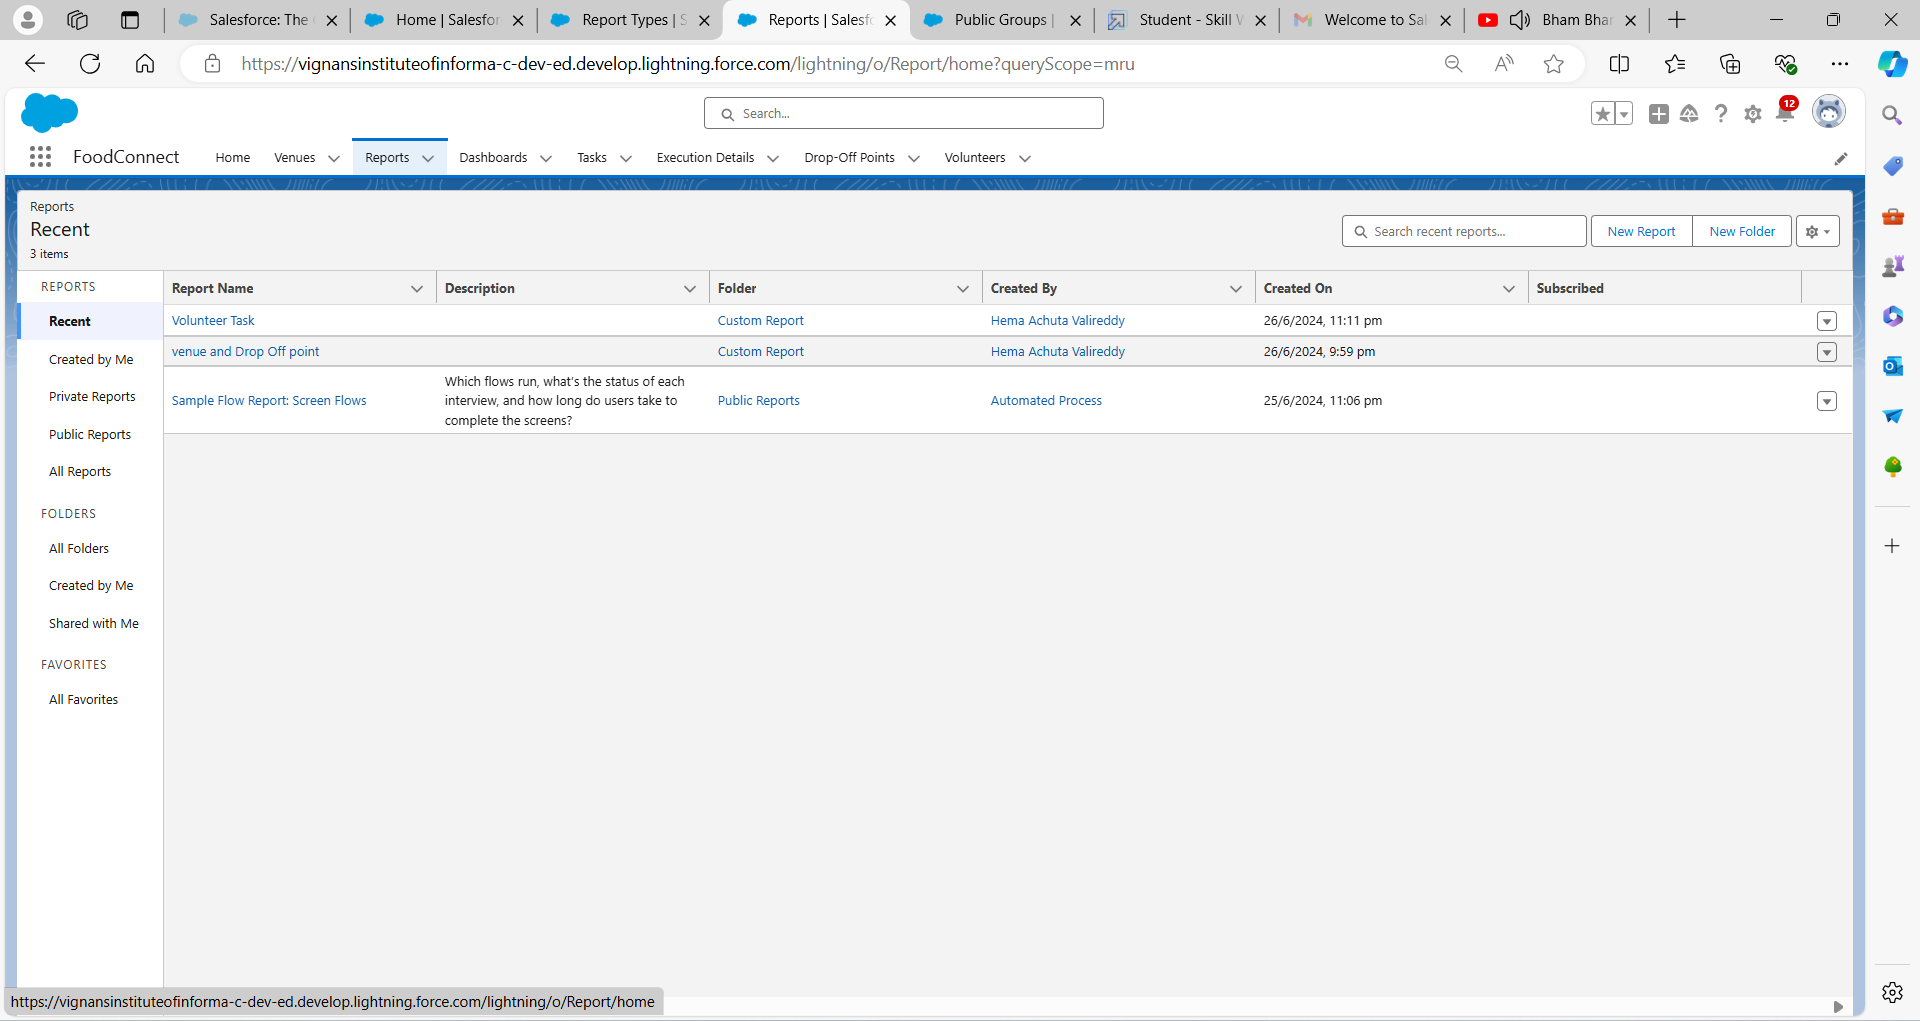 Salesforce: The
Home | Salesfor
Report Types | S
Reports | Salesfo
Public Groups |
Student - Skill W
Welcome to Sal
Bham Bhar
https://vignansinstituteofinforma-c-dev-ed.develop.lightning.force.com/lightning/o/Report/home?queryScope=mru
Search...
12
FoodConnect
Home
Venues
Reports
Dashboards
Tasks
Execution Details
Drop-Off Points
Volunteers
Reports
Recent
3 items
Search recent reports...
New Report
New Folder
REPORTS
Recent
Created by Me
Private Reports
Public Reports
All Reports
FOLDERS
All Folders
Created by Me
Shared with Me
FAVORITES
All Favorites
Report Name Description Folder Created By Created On Subscribed
Volunteer Task Custom Report Hema Achuta Valireddy 26/6/2024, 11:11 pm
venue and Drop Off point Custom Report Hema Achuta Valireddy 26/6/2024, 9:59 pm
Which flows run, what's the status of each
Sample Flow Report: Screen Flows interview, and how long do users take to Public Reports Automated Process 25/6/2024, 11:06 pm
complete the screens?
https://vignansinstituteofinforma-c-dev-ed.develop.lightning.force.com/lightning/o/Report/home